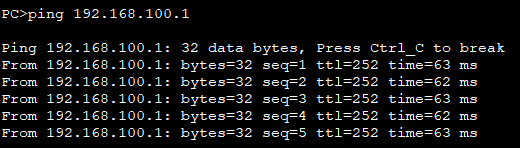 PC>ping 192.168.100.1
Ping 192.168.100.1: 32 data bytes, Press Ctrl_C to break
From 192.168.100.1: bytes=32 seq=1 ttl=252 time=63 ms
From 192.168.100.1: bytes=32 seq=2 ttl=252 time=62 ms
From 192.168.100.1: bytes=32 seq=3 ttl=252 time=63 ms
From 192.168.100.1: bytes=32 seq=4 ttl=252 time=62 ms
From 192.168.100.1: bytes=32 seq=5 ttl=252 time=63 ms